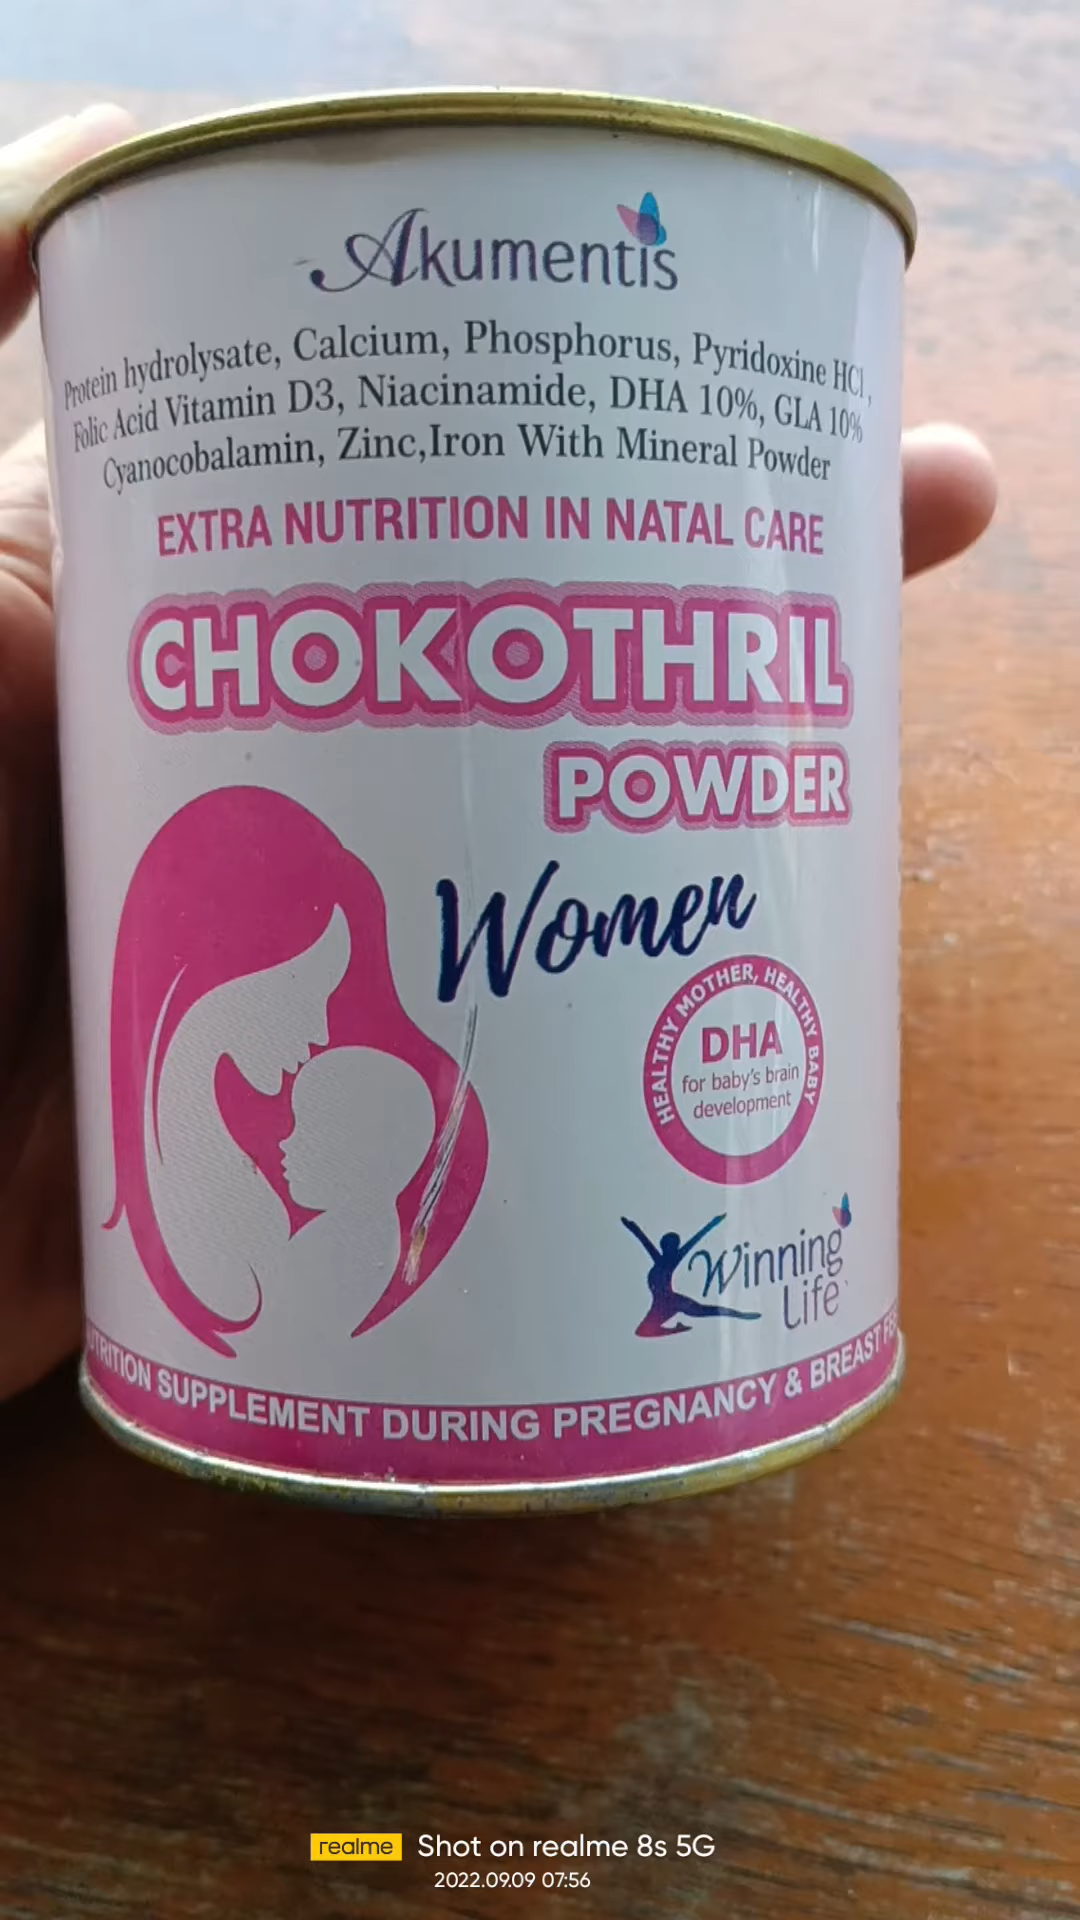 Akumentis
Protein hydrolysate, Calcium, Phosphorus, Pyridoxine HCl,
Folic Acid Vitamin D3, Niacinamide, DHA 10%, GLA 10%
Cyanocobalamin, Zinc,Iron With Mineral Powder
EXTRA NUTRITION IN NATAL CARE
CHOKOTHRIL
POWDER
Women
HEALTHY MOTHER, HEALTHY BABY
DHA
for baby's brain
development
Winning
Life
SUPPLEMENT DURING PREGNANCY & BREAST
realme Shot on realme 8s 5G
2022.09.09 07:56